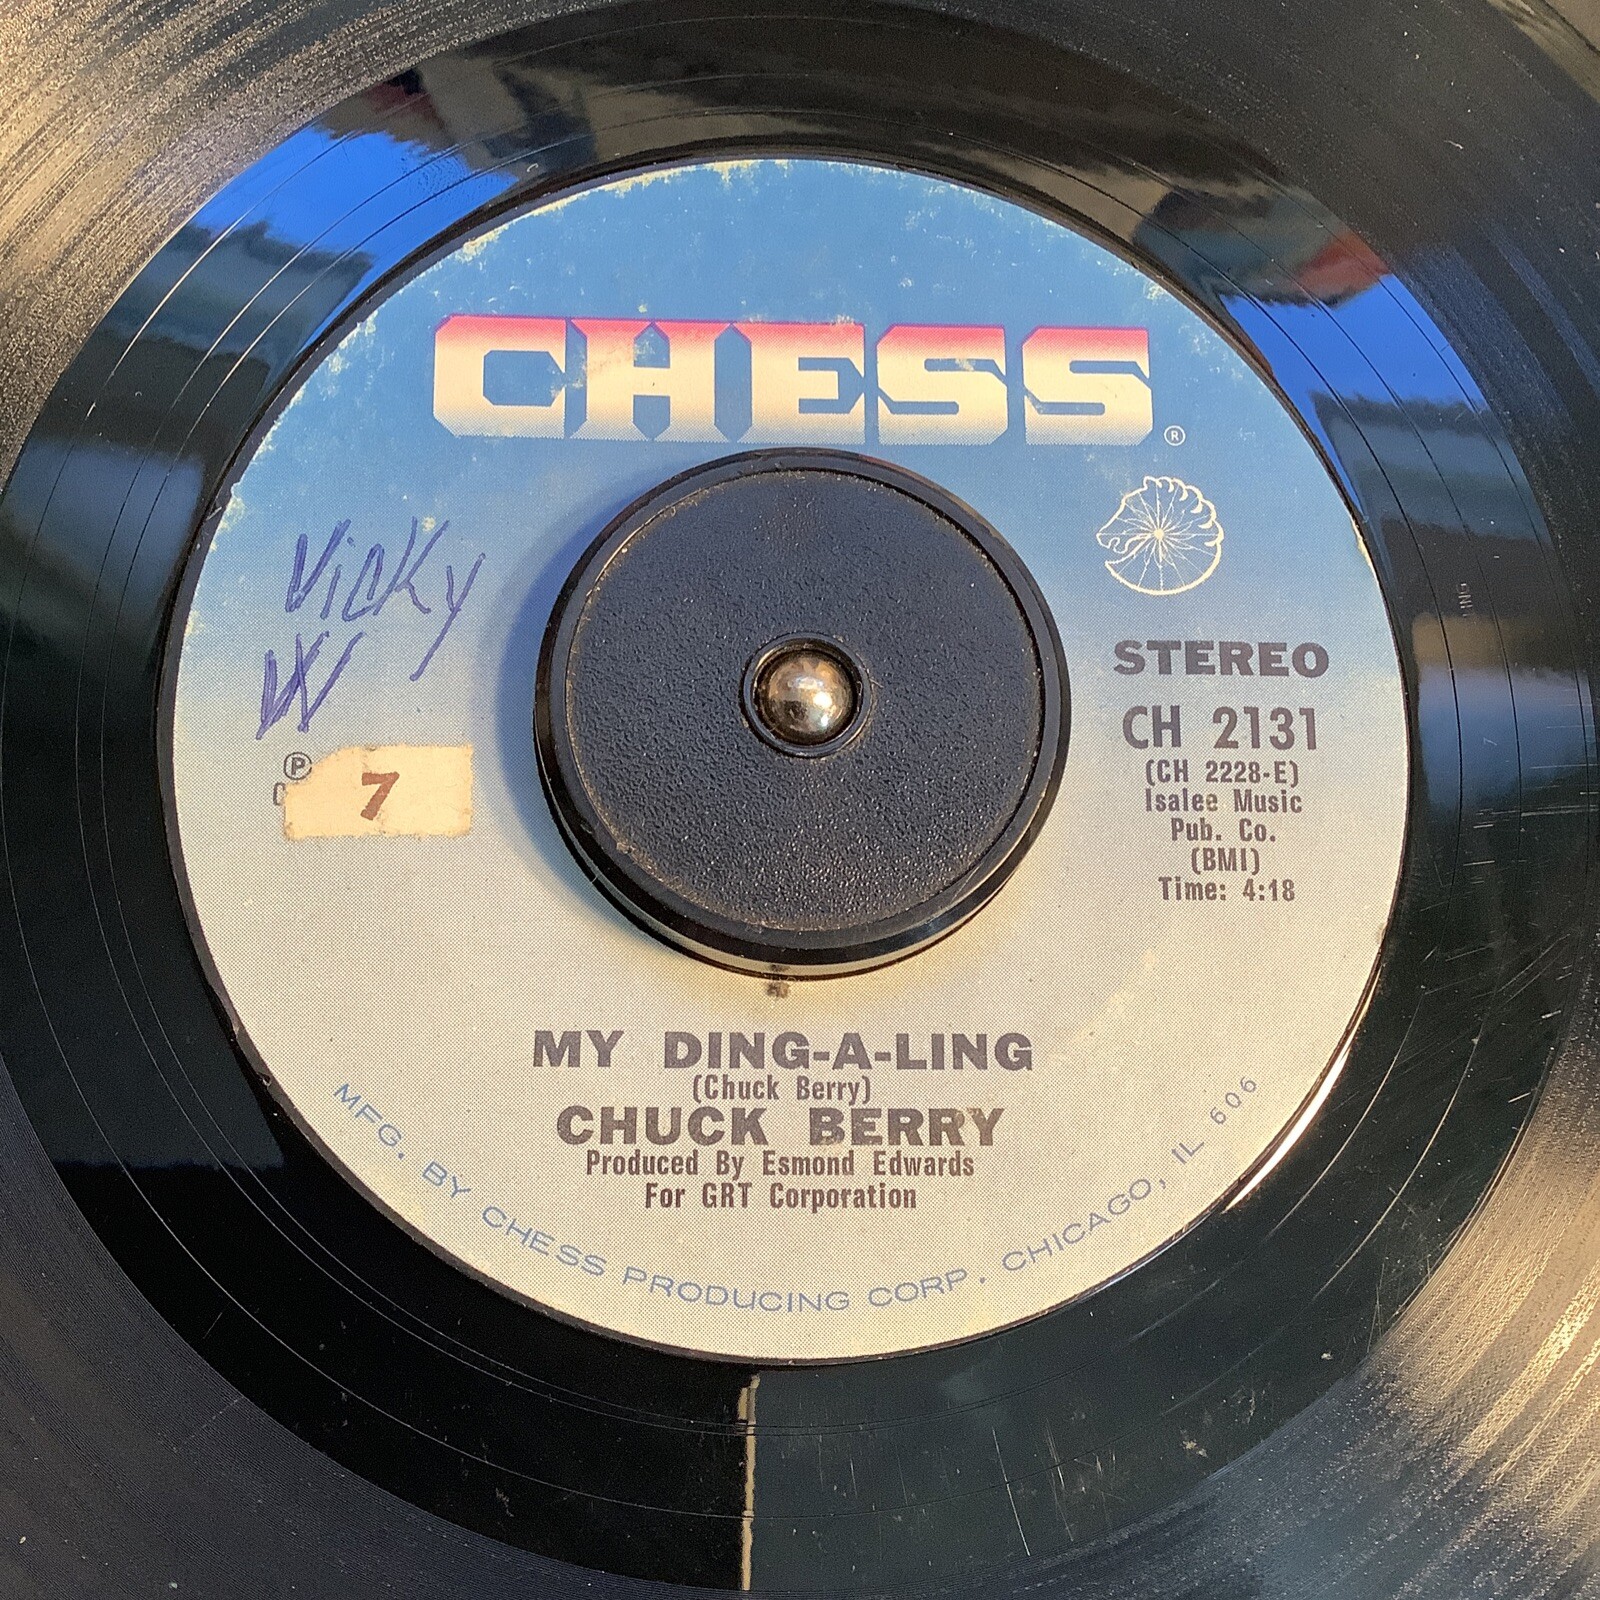 CHESS
®
Vicky
W
℗
7
STEREO
CH 2131
(CH 2228-E)
Isalee Music
Pub. Co.
(BMI)
Time: 4:18
MY DING-A-LING
(Chuck Berry)
CHUCK BERRY
Produced By Esmond Edwards
For GRT Corporation
MFG. BY CHESS PRODUCING CORP. CHICAGO, IL 606